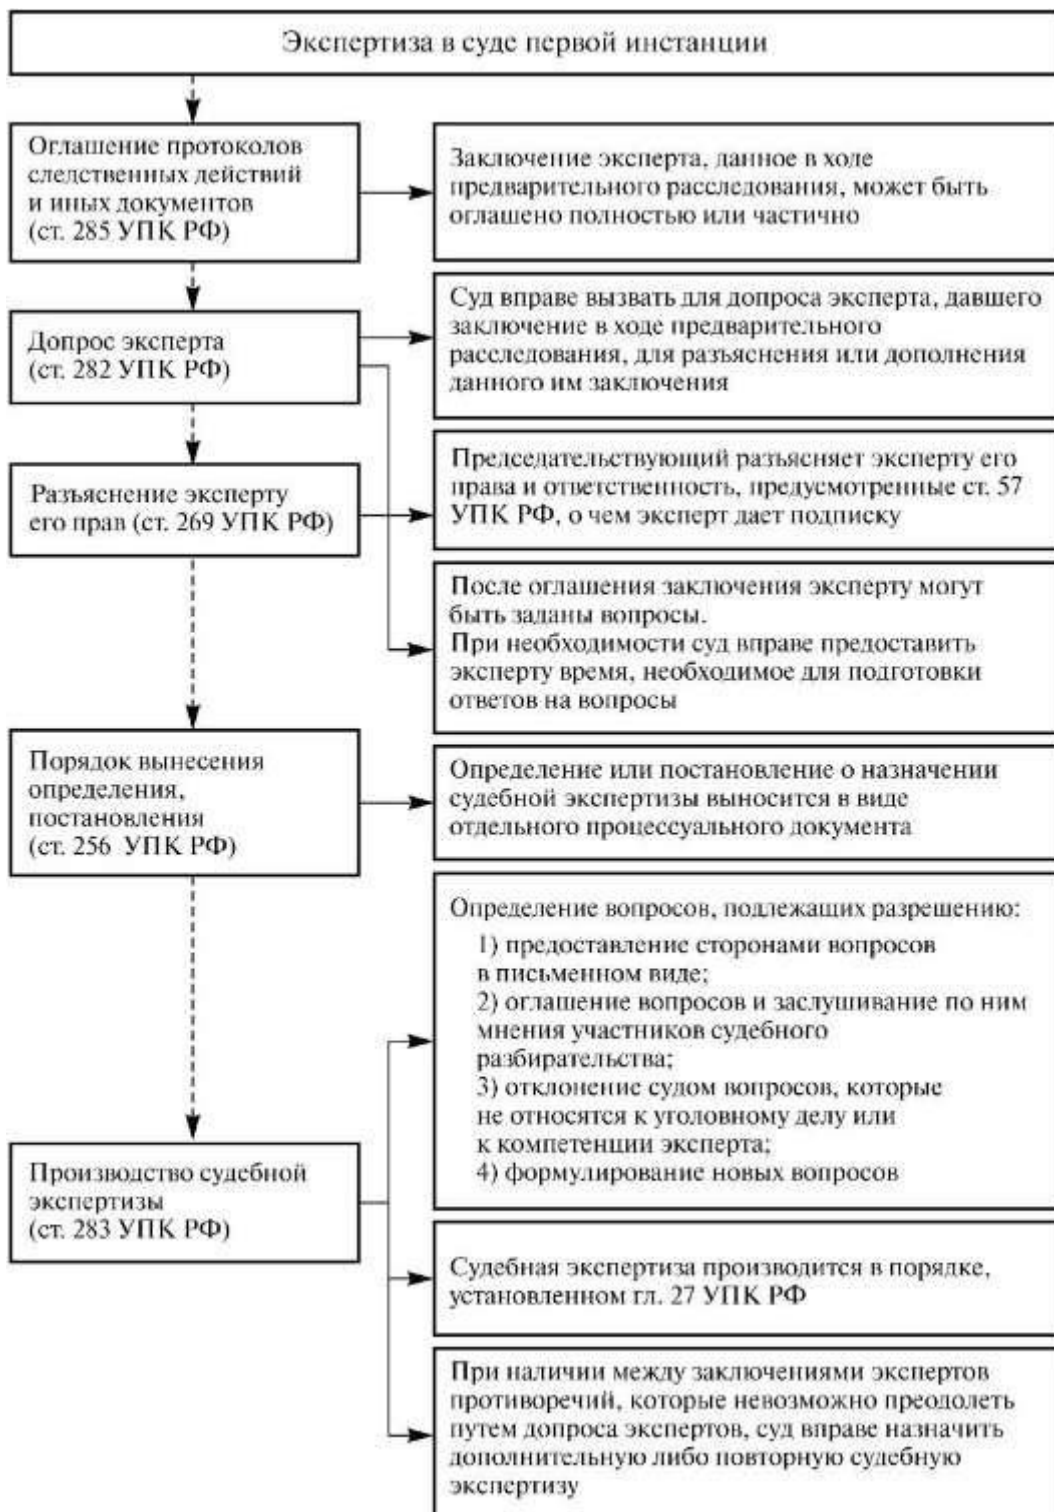 Экспертиза в суде первой инстанции
Оглашение протоколов
следственных действий
и иных документов
(ст. 285 УПК РФ)
Заключение эксперта, данное в ходе
предварительного расследования, может быть
оглашено полностью или частично
Допрос эксперта
(ст. 282 УПК РФ)
Суд вправе вызвать для допроса эксперта, давшего
заключение в ходе предварительного
расследования, для разъяснения или дополнения
данного им заключения
Разъяснение эксперту
его прав (ст. 269 УПК РФ)
Председательствующий разъясняет эксперту его
права и ответственность, предусмотренные ст. 57
УПК РФ, о чем эксперт дает подписку
После оглашения заключения эксперту могут
быть заданы вопросы.
При необходимости суд вправе предоставить
эксперту время, необходимое для подготовки
ответов на вопросы
Порядок вынесения
определения,
постановления
(ст. 256 УПК РФ)
Определение или постановление о назначении
судебной экспертизы выносится в виде
отдельного процессуального документа
Производство судебной
экспертизы
(ст. 283 УПК РФ)
Определение вопросов, подлежащих разрешению:
1) предоставление сторонами вопросов
в письменном виде;
2) оглашение вопросов и заслушивание по ним
мнения участников судебного
разбирательства;
3) отклонение судом вопросов, которые
не относятся к уголовному делу или
к компетенции эксперта;
4) формулирование новых вопросов
Судебная экспертиза производится в порядке,
установленном гл. 27 УПК РФ
При наличии между заключениями экспертов
противоречий, которые невозможно преодолеть
путем допроса экспертов, суд вправе назначить
дополнительную либо повторную судебную
экспертизу